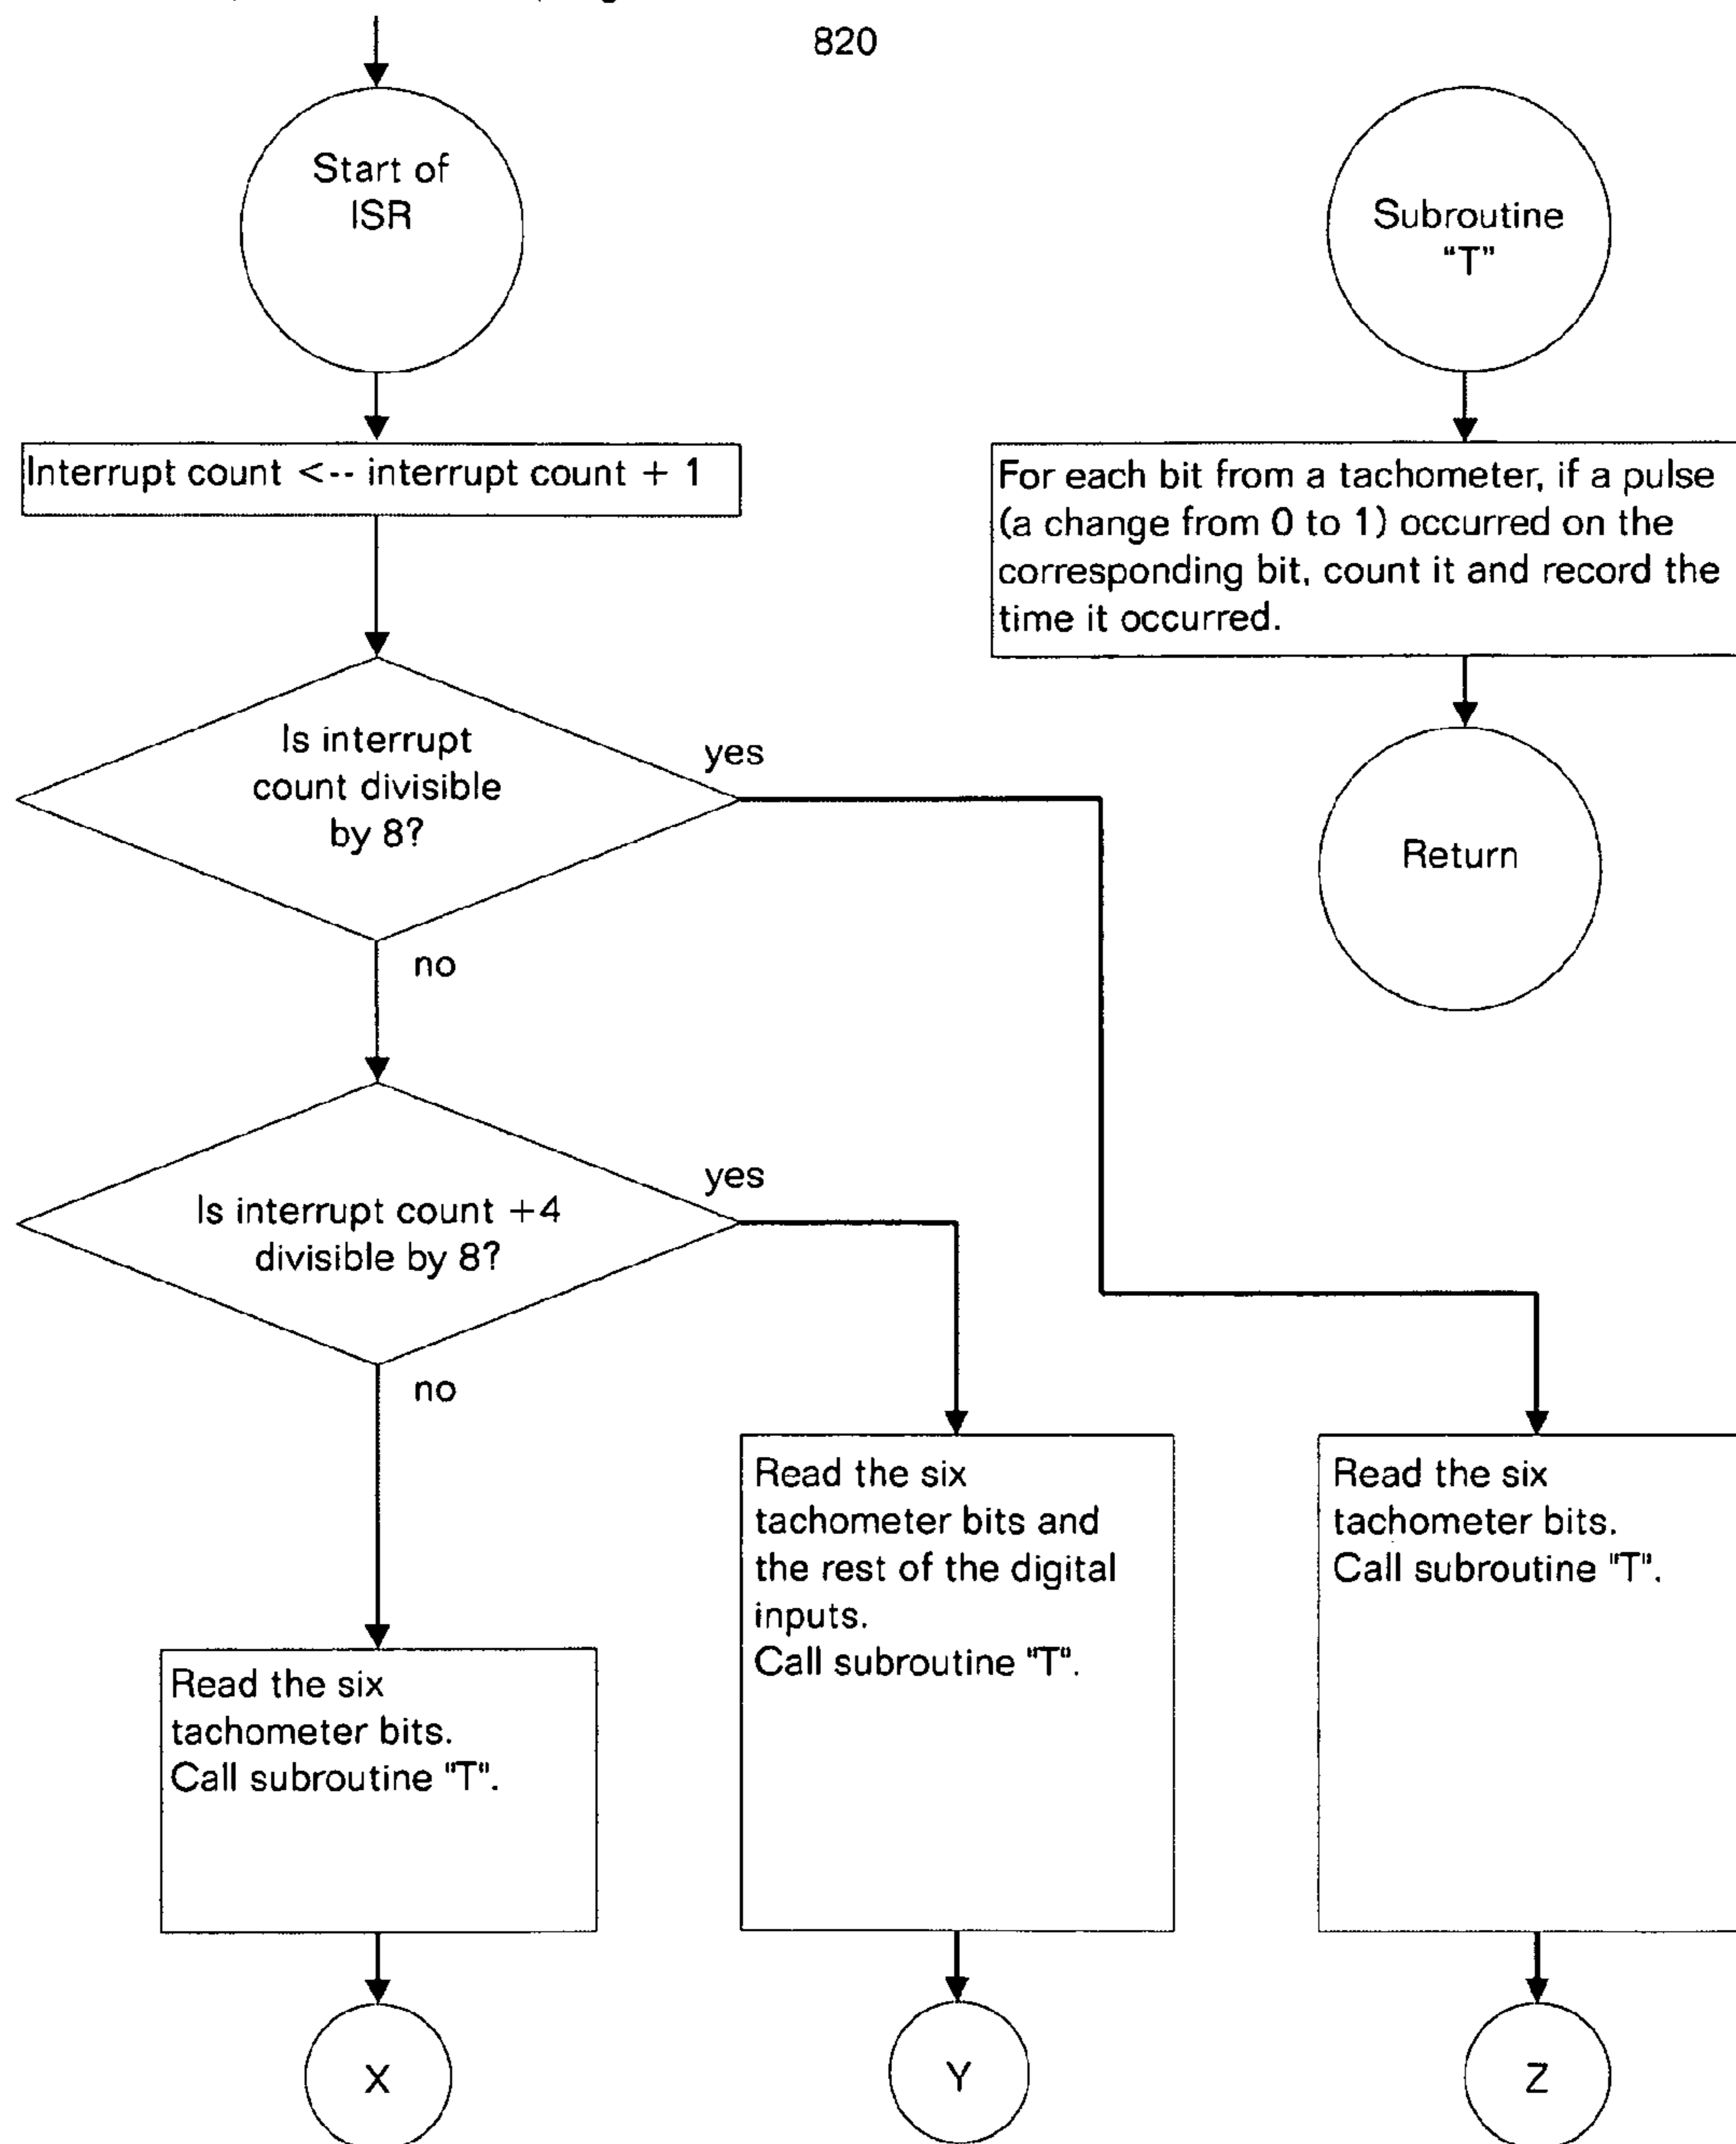 820
Start of
ISR
Subroutine
"T"
Interrupt count <-- interrupt count + 1
For each bit from a tachometer, if a pulse
(a change from 0 to 1) occurred on the
corresponding bit, count it and record the
time it occurred.
Is interrupt
count divisible
by 8?
yes
no
Return
Is interrupt count +4
divisible by 8?
yes
no
Read the six
tachometer bits.
Call subroutine "T".
Read the six
tachometer bits and
the rest of the digital
inputs.
Call subroutine "T".
Read the six
tachometer bits.
Call subroutine "T".
X
Y
Z